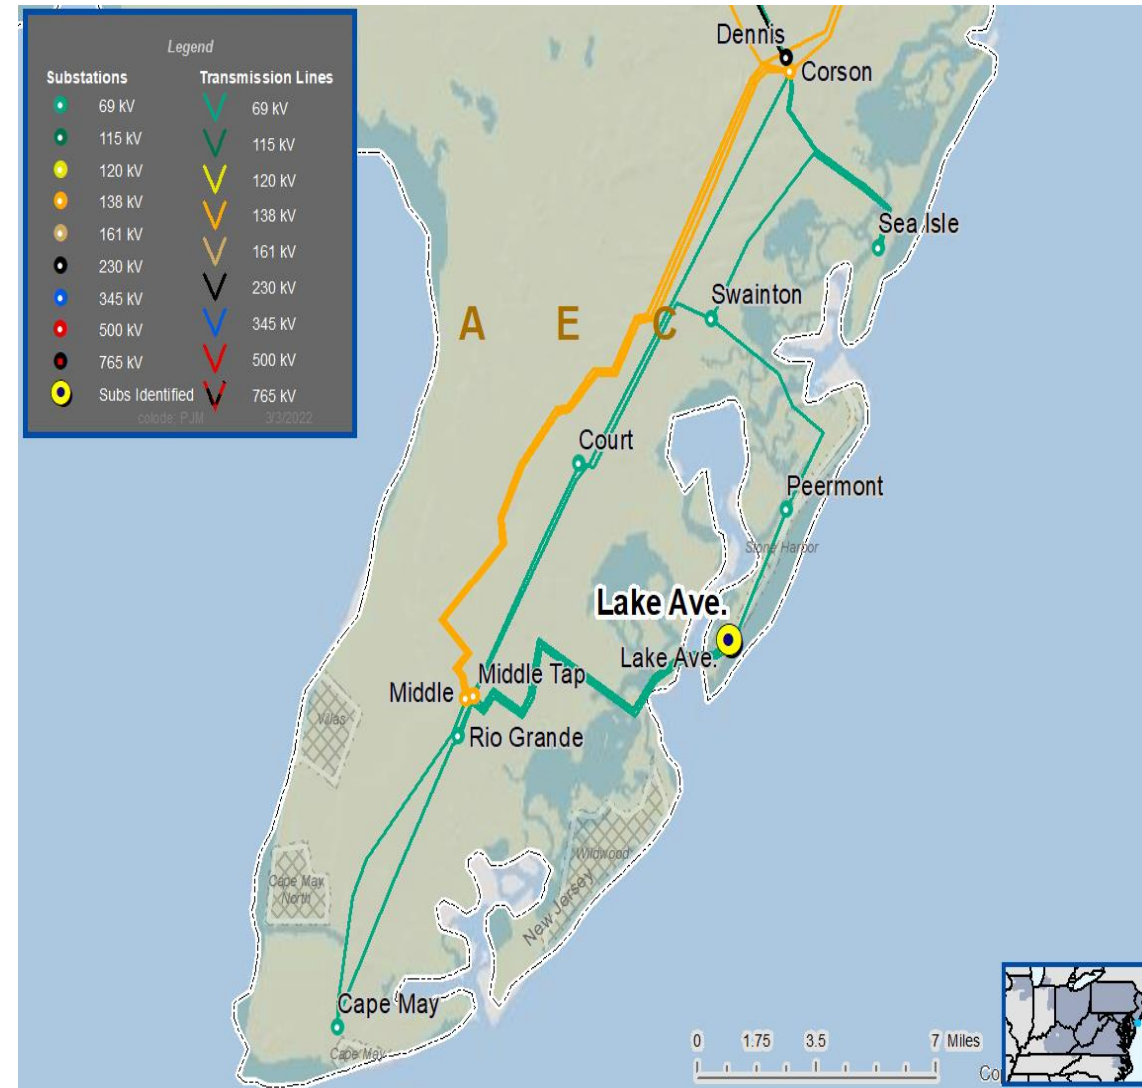 Legend
Substations
Transmission Lines
69 kV
69 kV
115 kV
115 kV
120 kV
120 kV
138 kV
138 kV
161 kV
161 kV
230 kV
230 kV
345 kV
345 kV
500 kV
500 kV
765 kV
765 kV
Subs Identified
colode; PJM 3/3/2022
Dennis
Corson
Sea Isle
Swainton
A E C
Court
Peermont
Stone Harbor
Lake Ave.
Lake Ave.
Middle Tap
Middle
Rio Grande
Villas
Wildwood
Cape May
North
New Jersey
Cape May
Cape May
0 1.75 3.5 7 Miles
Co